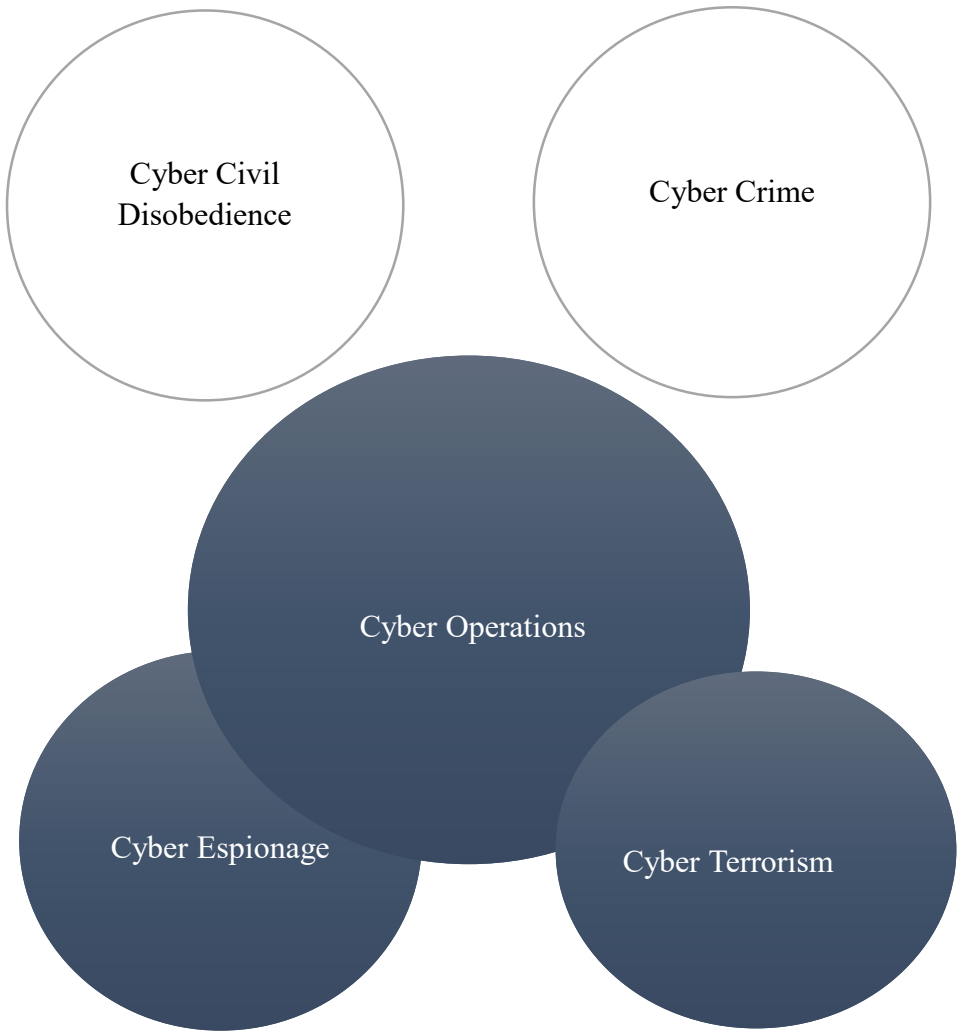 Cyber Civil
Disobedience
Cyber Crime
Cyber Operations
Cyber Espionage
Cyber Terrorism